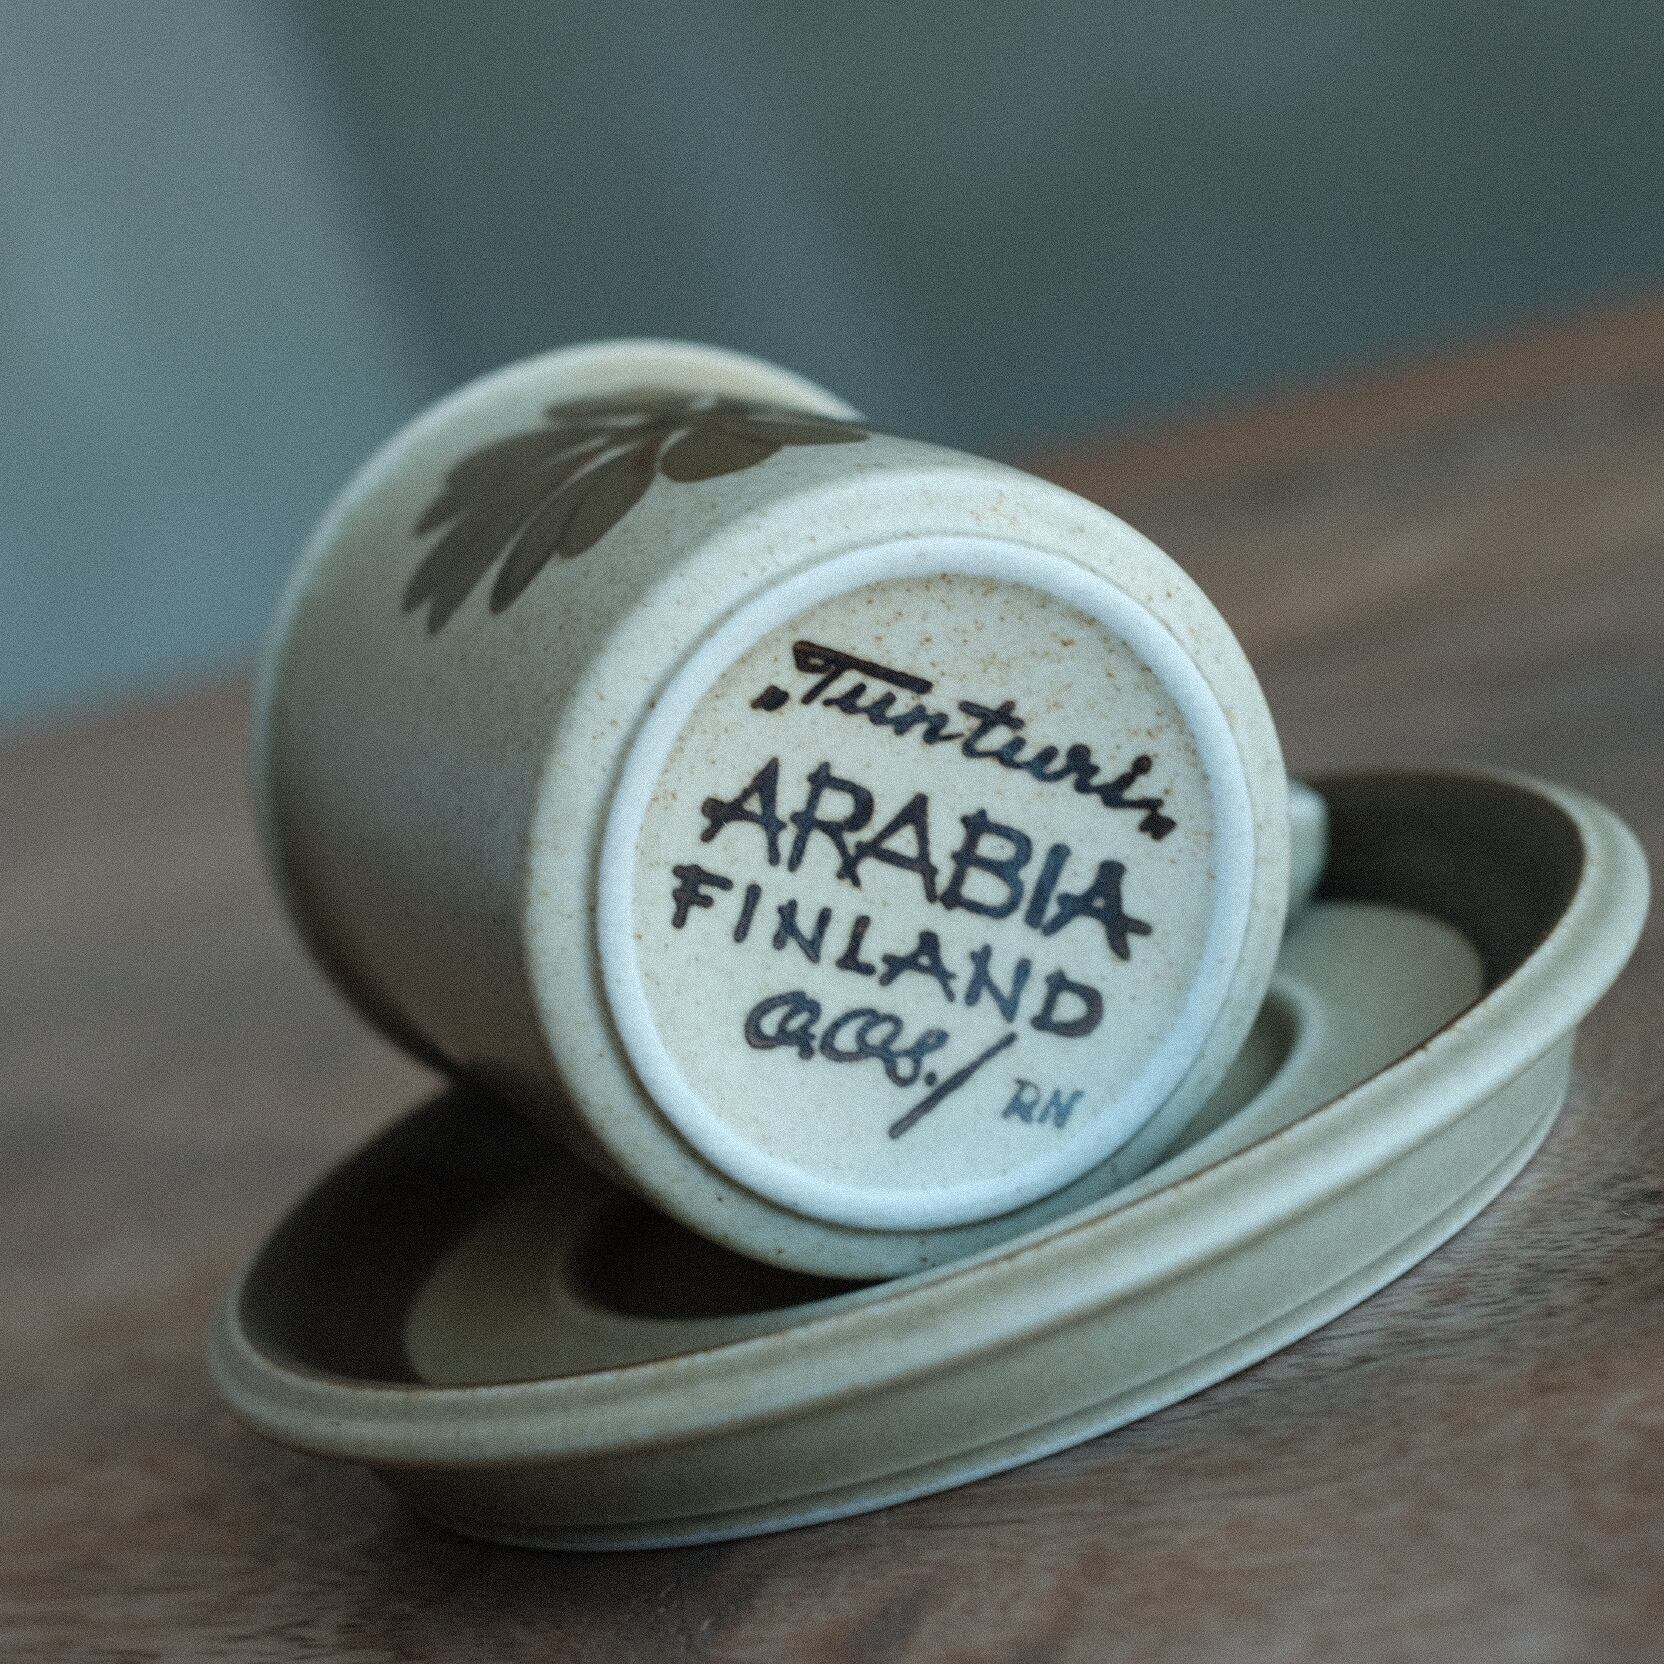 „Tunturi”
ARABIA
FINLAND
RN